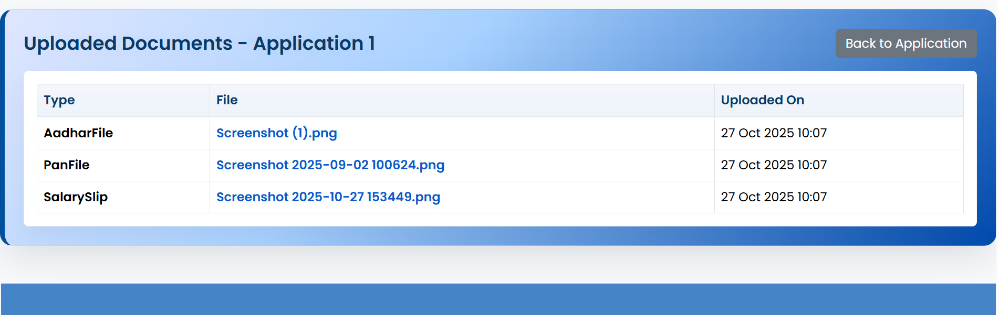 Uploaded Documents - Application 1
Back to Application
Type File Uploaded On
AadharFile Screenshot (1).png 27 Oct 2025 10:07
PanFile Screenshot 2025-09-02 100624.png 27 Oct 2025 10:07
SalarySlip Screenshot 2025-10-27 153449.png 27 Oct 2025 10:07